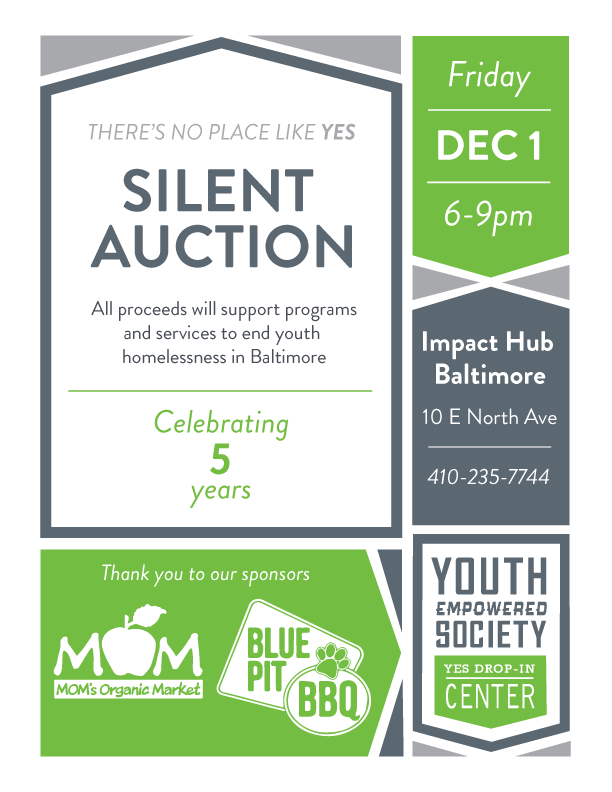 THERE'S NO PLACE LIKE YES
SILENT
AUCTION
All proceeds will support programs
and services to end youth
homelessness in Baltimore
Celebrating
5
years
Friday
DEC 1
6-9pm
Impact Hub
Baltimore
10 E North Ave
410-235-7744
Thank you to our sponsors
MOM
MOM's Organic Market
BLUE
PIT
BBQ
YOUTH
EMPOWERED
SOCIETY
YES DROP-IN
CENTER